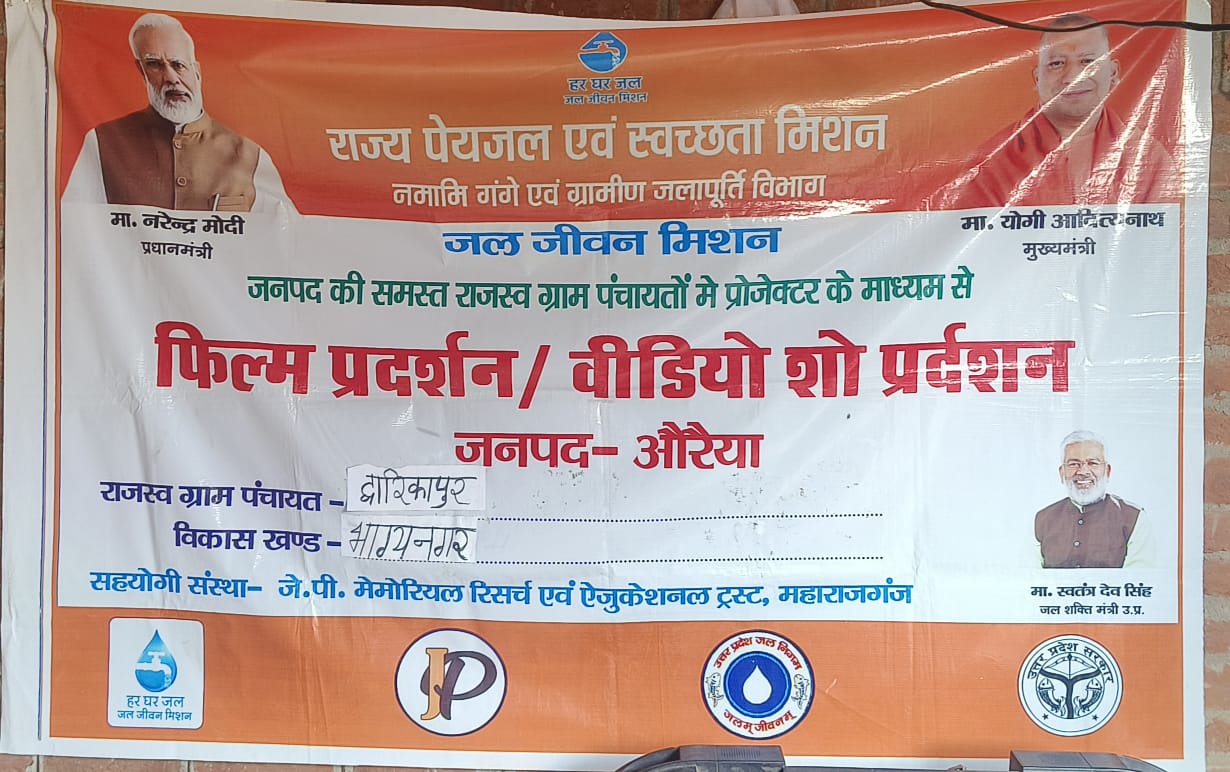 हर घर जल
जल जीवन मिशन
राज्य पेयजल एवं स्वच्छता मिशन
नमामि गंगे एवं ग्रामीण जलापूर्ति विभाग
मा. नरेन्द्र मोदी
प्रधानमंत्री
मा. योगी आदित्यनाथ
मुख्यमंत्री
जल जीवन मिशन
जनपद की समस्त राजस्व ग्राम पंचायतों मे प्रोजेक्टर के माध्यम से
फिल्म प्रदर्शन/ वीडियो शो प्रर्दशन
जनपद- औरैया
राजस्व ग्राम पंचायत - द्वारिकापुर
विकास खण्ड - भाग्यनगर
सहयोगी संस्था- जे.पी. मेमोरियल रिसर्च एवं ऐजुकेशनल ट्रस्ट, महाराजगंज
मा. स्वतंत्र देव सिंह
जल शक्ति मंत्री उ.प्र.
हर घर जल
जल जीवन मिशन
JP
उत्तर प्रदेश जल निगम
जलम् जीवनम्
उत्तर प्रदेश सरकार